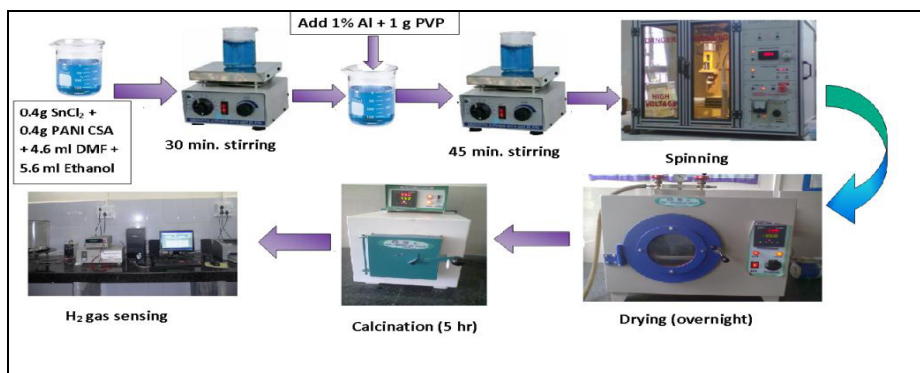 Add 1% Al + 1 g PVP
0.4g SnCl₂ +
0.4g PANI CSA
+ 4.6 ml DMF +
5.6 ml Ethanol
30 min. stirring
45 min. stirring
DANGER
HIGH
VOLTAGE
Spinning
H₂ gas sensing
Calcination (5 hr)
Drying (overnight)